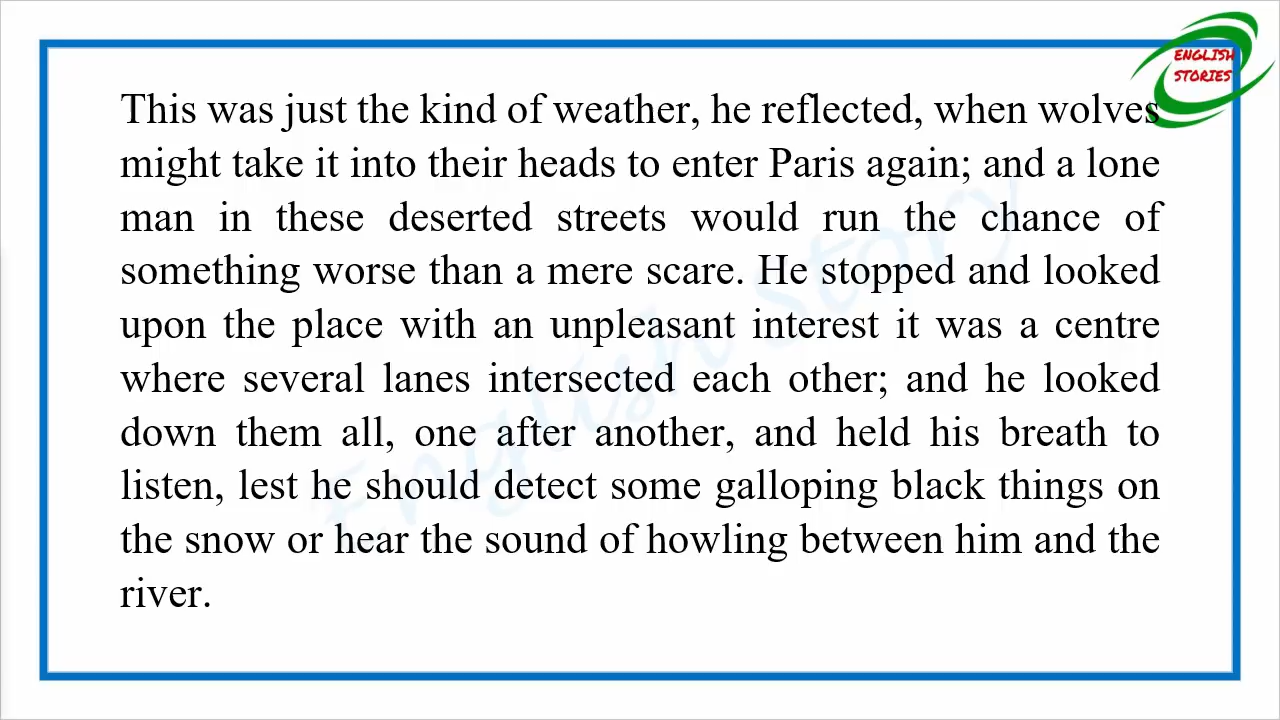 ENGLISH
STORIES
This was just the kind of weather, he reflected, when wolves
might take it into their heads to enter Paris again; and a lone
man in these deserted streets would run the chance of
something worse than a mere scare. He stopped and looked
upon the place with an unpleasant interest it was a centre
where several lanes intersected each other; and he looked
down them all, one after another, and held his breath to
listen, lest he should detect some galloping black things on
the snow or hear the sound of howling between him and the
river.
English Story